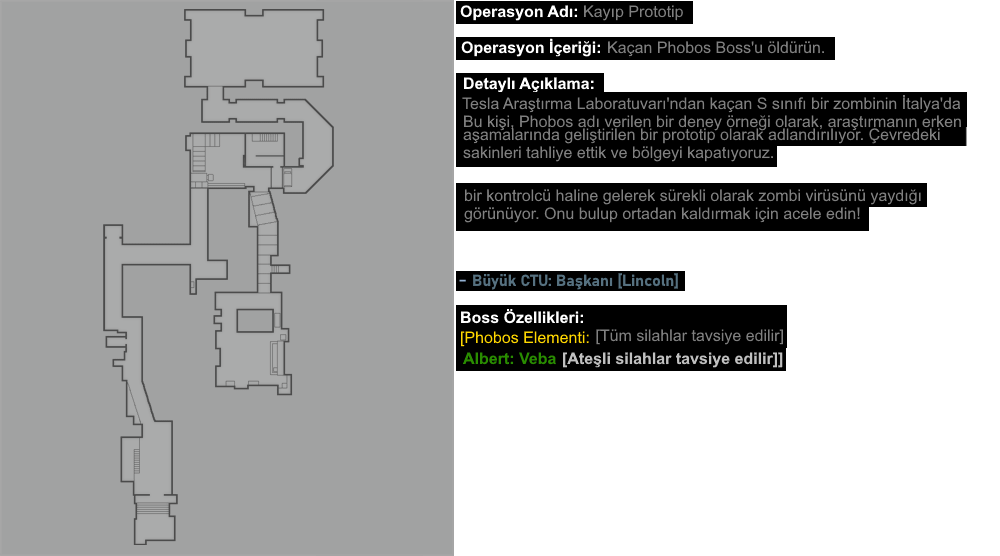 Operasyon Adı: Kayıp Prototip
Operasyon İçeriği: Kaçan Phobos Boss'u öldürün.
Detaylı Açıklama:
Tesla Araştırma Laboratuvarı'ndan kaçan S sınıfı bir zombinin İtalya'da
Bu kişi, Phobos adı verilen bir deney örneği olarak, araştırmanın erken
aşamalarında geliştirilen bir prototip olarak adlandırılıyor. Çevredeki
sakinleri tahliye ettik ve bölgeyi kapatıyoruz.
bir kontrolcü haline gelerek sürekli olarak zombi virüsünü yaydığı
görünüyor. Onu bulup ortadan kaldırmak için acele edin!
- Büyük CTU: Başkanı [Lincoln]
Boss Özellikleri:
[Phobos Elementi: [Tüm silahlar tavsiye edilir]
Albert: Veba [Ateşli silahlar tavsiye edilir]]